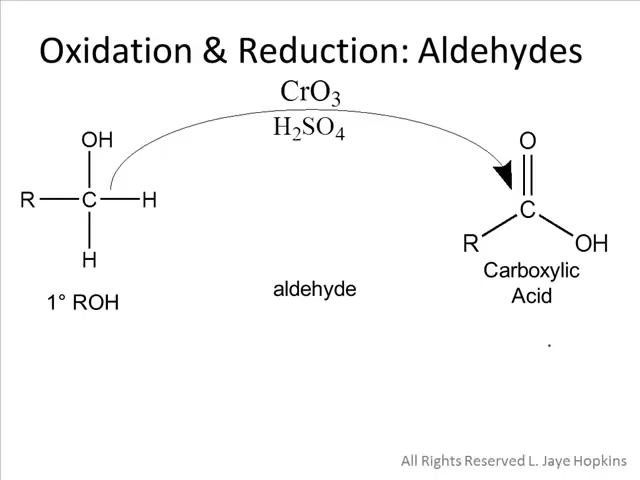 Oxidation & Reduction: Aldehydes
CrO₃
H₂SO₄
OH
R C H
H
1° ROH
aldehyde
O
C
R OH
Carboxylic
Acid
All Rights Reserved L. Jaye Hopkins